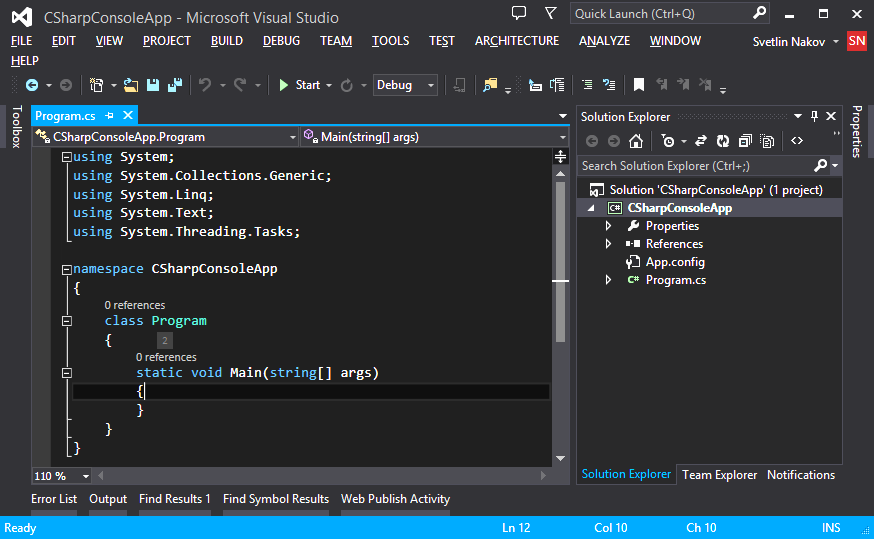 CSharpConsoleApp - Microsoft Visual Studio
Quick Launch (Ctrl+Q)
FILE EDIT VIEW PROJECT BUILD DEBUG TEAM TOOLS TEST ARCHITECTURE ANALYZE WINDOW
Svetlin Nakov SN
HELP
Start Debug
Toolbox
Program.cs
CSharpConsoleApp.Program
Main(string[] args)
using System;
using System.Collections.Generic;
using System.Linq;
using System.Text;
using System.Threading.Tasks;
namespace CSharpConsoleApp
{
0 references
class Program
{ 2
0 references
static void Main(string[] args)
{
}
}
}
110 %
Solution Explorer
Search Solution Explorer (Ctrl+;)
Solution 'CSharpConsoleApp' (1 project)
C# CSharpConsoleApp
Properties
References
App.config
C# Program.cs
Solution Explorer Team Explorer Notifications
Properties
Error List Output Find Results 1 Find Symbol Results Web Publish Activity
Ready Ln 12 Col 10 Ch 10 INS